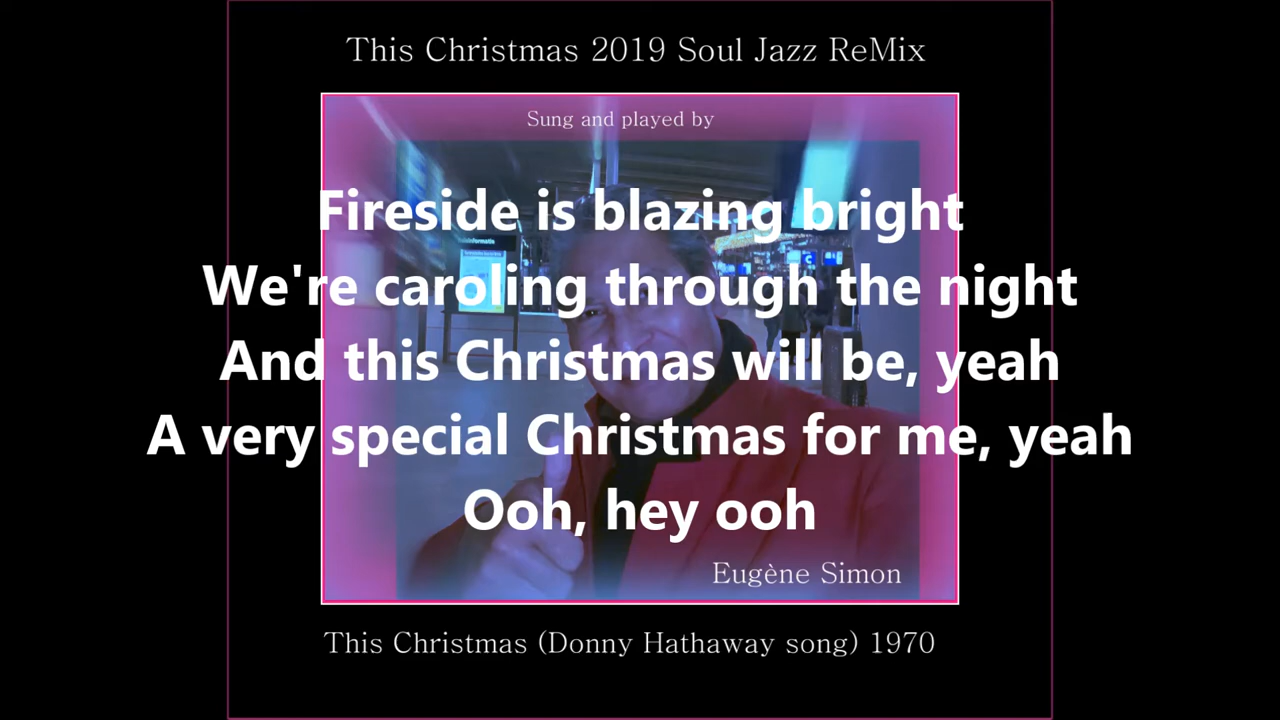 This Christmas 2019 Soul Jazz ReMix
Sung and played by
Fireside is blazing bright
We're caroling through the night
And this Christmas will be, yeah
A very special Christmas for me, yeah
Ooh, hey ooh
Eugène Simon
This Christmas (Donny Hathaway song) 1970